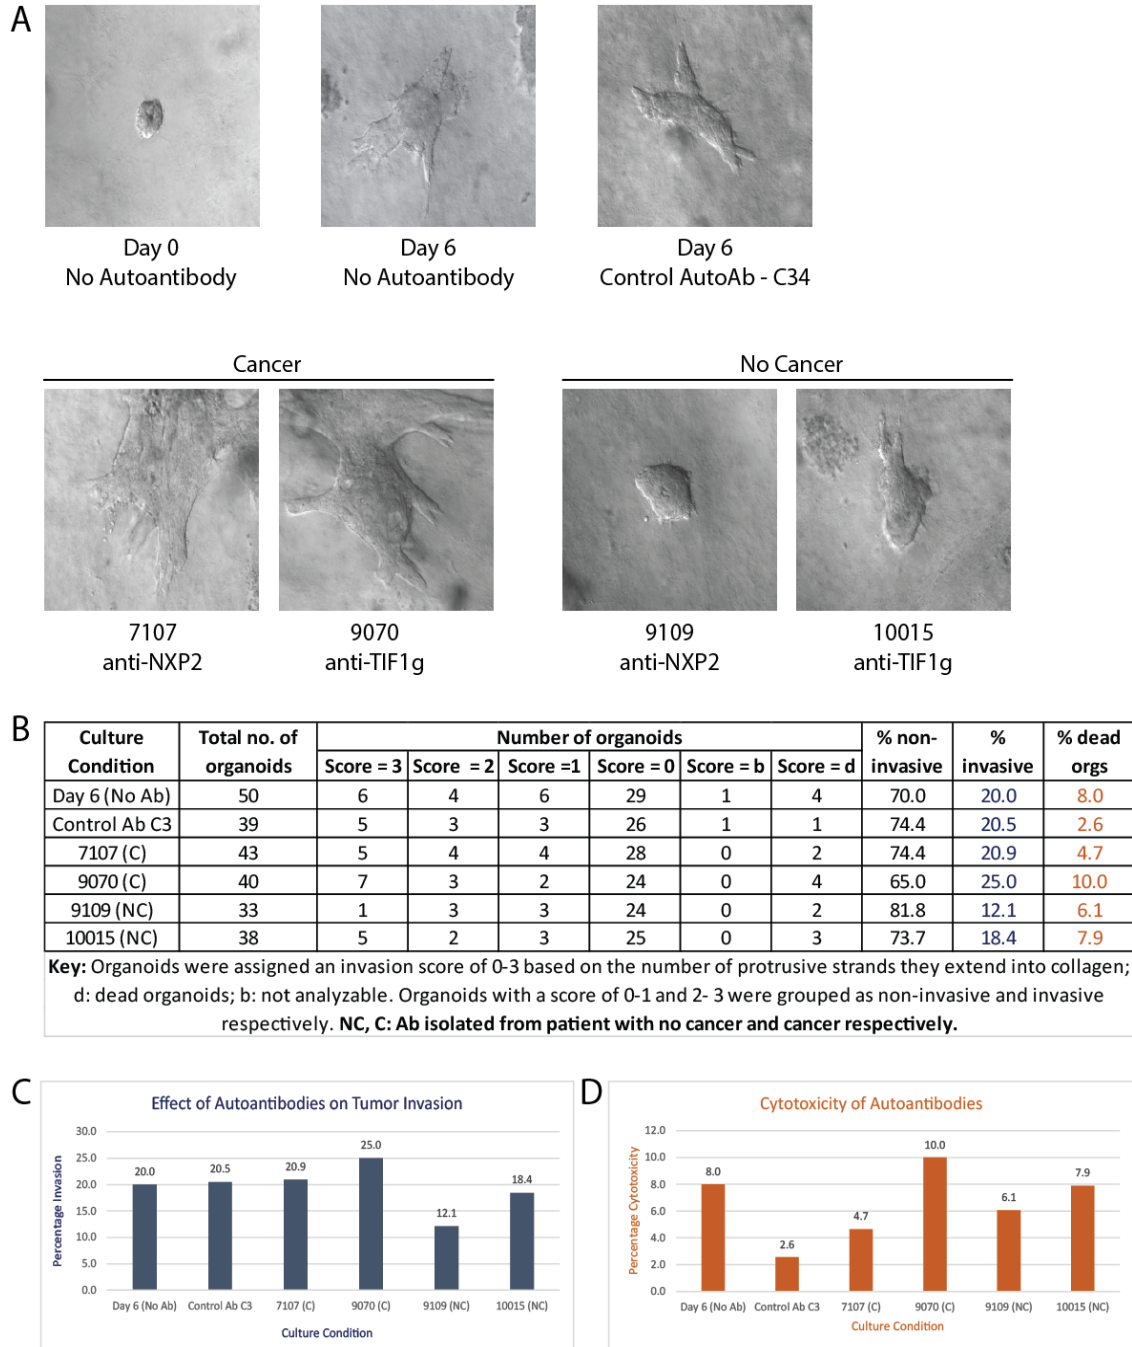 A
Day 0
No Autoantibody
Day 6
No Autoantibody
Day 6
Control AutoAb - C34
Cancer
No Cancer
7107
anti-NXP2
9070
anti-TIF1g
9109
anti-NXP2
10015
anti-TIF1g
B
Culture Condition Total no. of organoids Number of organoids % non-invasive % invasive % dead orgs
Score = 3 Score = 2 Score =1 Score = 0 Score = b Score = d
Day 6 (No Ab) 50 6 4 6 29 1 4 70.0 20.0 8.0
Control Ab C3 39 5 3 3 26 1 1 74.4 20.5 2.6
7107 (C) 43 5 4 4 28 0 2 74.4 20.9 4.7
9070 (C) 40 7 3 2 24 0 4 65.0 25.0 10.0
9109 (NC) 33 1 3 3 24 0 2 81.8 12.1 6.1
10015 (NC) 38 5 2 3 25 0 3 73.7 18.4 7.9
Key: Organoids were assigned an invasion score of 0-3 based on the number of protrusive strands they extend into collagen;
d: dead organoids; b: not analyzable. Organoids with a score of 0-1 and 2- 3 were grouped as non-invasive and invasive
respectively. NC, C: Ab isolated from patient with no cancer and cancer respectively.
C
Effect of Autoantibodies on Tumor Invasion
Percentage Invasion
30.0
25.0
20.0
15.0
10.0
5.0
0.0
20.0 20.5 20.9 25.0 12.1 18.4
Day 6 (No Ab) Control Ab C3 7107 (C) 9070 (C) 9109 (NC) 10015 (NC)
Culture Condition
D
Cytotoxicity of Autoantibodies
Percentage Cytotoxicity
12.0
10.0
8.0
6.0
4.0
2.0
0.0
8.0 2.6 4.7 10.0 6.1 7.9
Day 6 (No Ab) Control Ab C3 7107 (C) 9070 (C) 9109 (NC) 10015 (NC)
Culture Condition